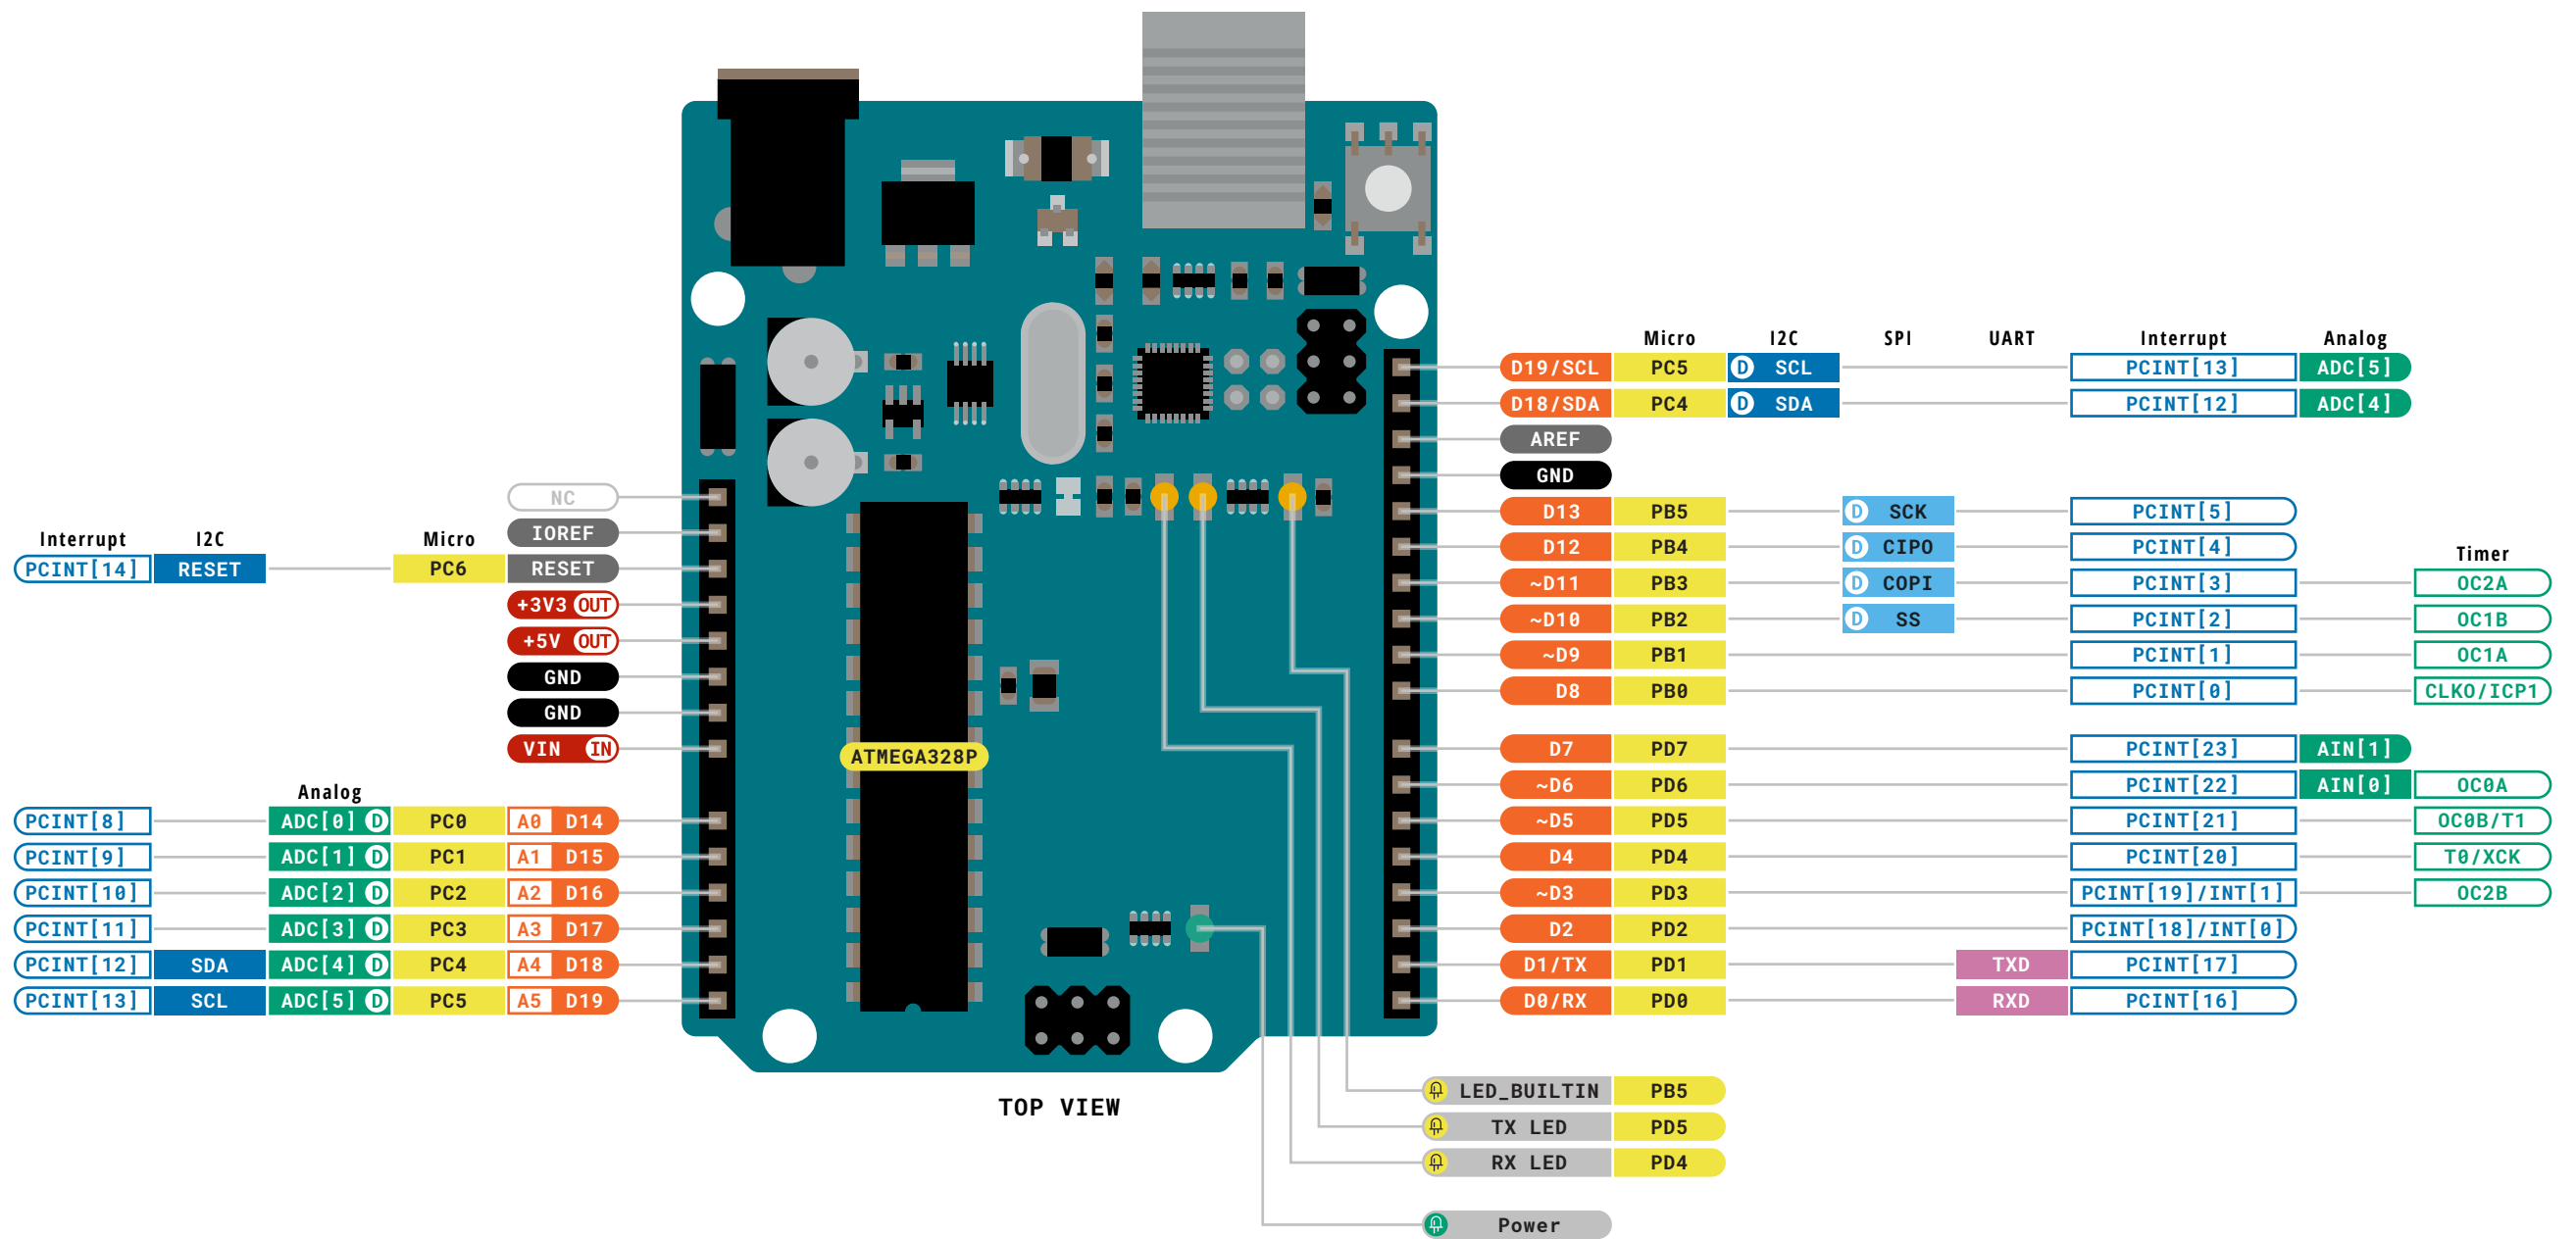 Micro I2C SPI UART Interrupt Analog
D19/SCL PC5 D SCL PCINT[13] ADC[5]
D18/SDA PC4 D SDA PCINT[12] ADC[4]
AREF
GND
NC
D13 PB5 D SCK PCINT[5]
IOREF
Interrupt I2C Micro
D12 PB4 D CIPO PCINT[4]
Timer
PCINT[14] RESET PC6 RESET
~D11 PB3 D COPI PCINT[3] OC2A
+3V3 OUT
~D10 PB2 D SS PCINT[2] OC1B
+5V OUT
~D9 PB1 PCINT[1] OC1A
GND
D8 PB0 PCINT[0] CLKO/ICP1
GND
VIN IN
D7 PD7 PCINT[23] AIN[1]
ATMEGA328P
~D6 PD6 PCINT[22] AIN[0] OC0A
Analog
PCINT[8] ADC[0] D PC0 A0 D14
~D5 PD5 PCINT[21] OC0B/T1
PCINT[9] ADC[1] D PC1 A1 D15
D4 PD4 PCINT[20] T0/XCK
PCINT[10] ADC[2] D PC2 A2 D16
~D3 PD3 PCINT[19]/INT[1] OC2B
PCINT[11] ADC[3] D PC3 A3 D17
D2 PD2 PCINT[18]/INT[0]
PCINT[12] SDA ADC[4] D PC4 A4 D18
D1/TX PD1 TXD PCINT[17]
PCINT[13] SCL ADC[5] D PC5 A5 D19
D0/RX PD0 RXD PCINT[16]
TOP VIEW
LED_BUILTIN PB5
TX LED PD5
RX LED PD4
Power